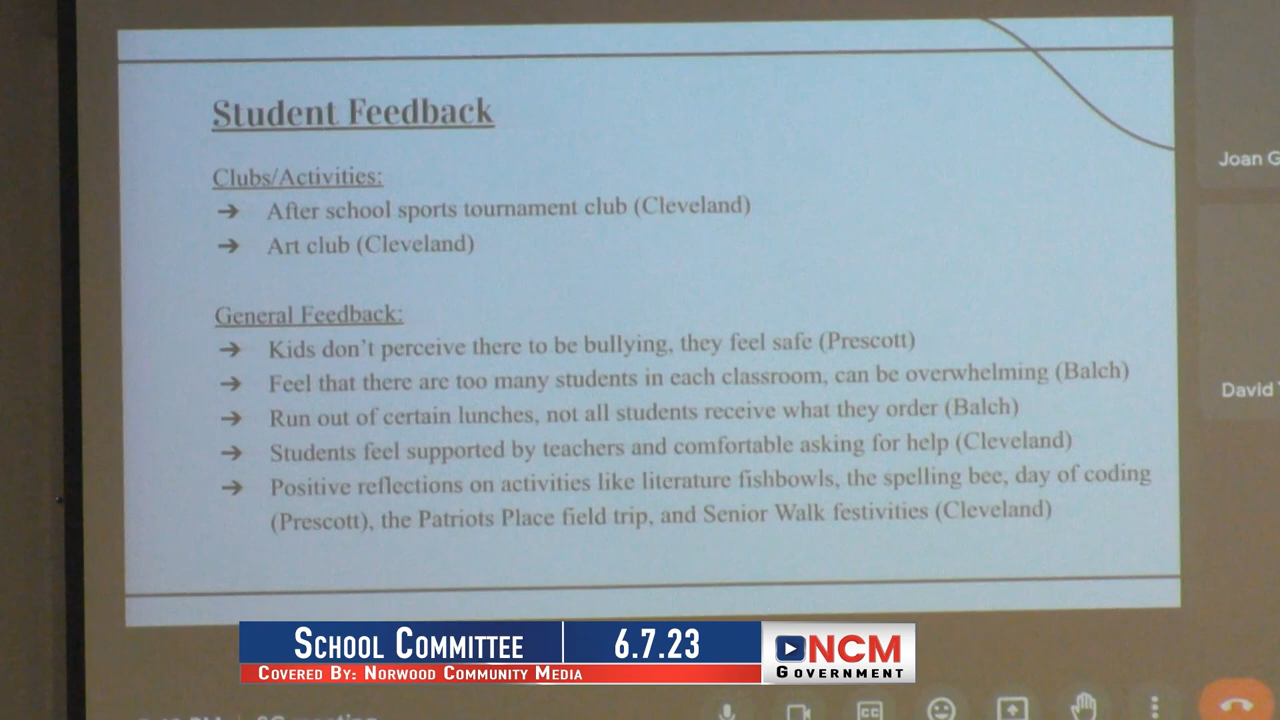 Student Feedback
Clubs/Activities:
→ After school sports tournament club (Cleveland)
→ Art club (Cleveland)
General Feedback:
→ Kids don't perceive there to be bullying, they feel safe (Prescott)
→ Feel that there are too many students in each classroom, can be overwhelming (Balch)
→ Run out of certain lunches, not all students receive what they order (Balch)
→ Students feel supported by teachers and comfortable asking for help (Cleveland)
→ Positive reflections on activities like literature fishbowls, the spelling bee, day of coding
(Prescott), the Patriots Place field trip, and Senior Walk festivities (Cleveland)
Joan G
David
School Committee 6.7.23
Covered By: Norwood Community Media
NCM
Government
CC